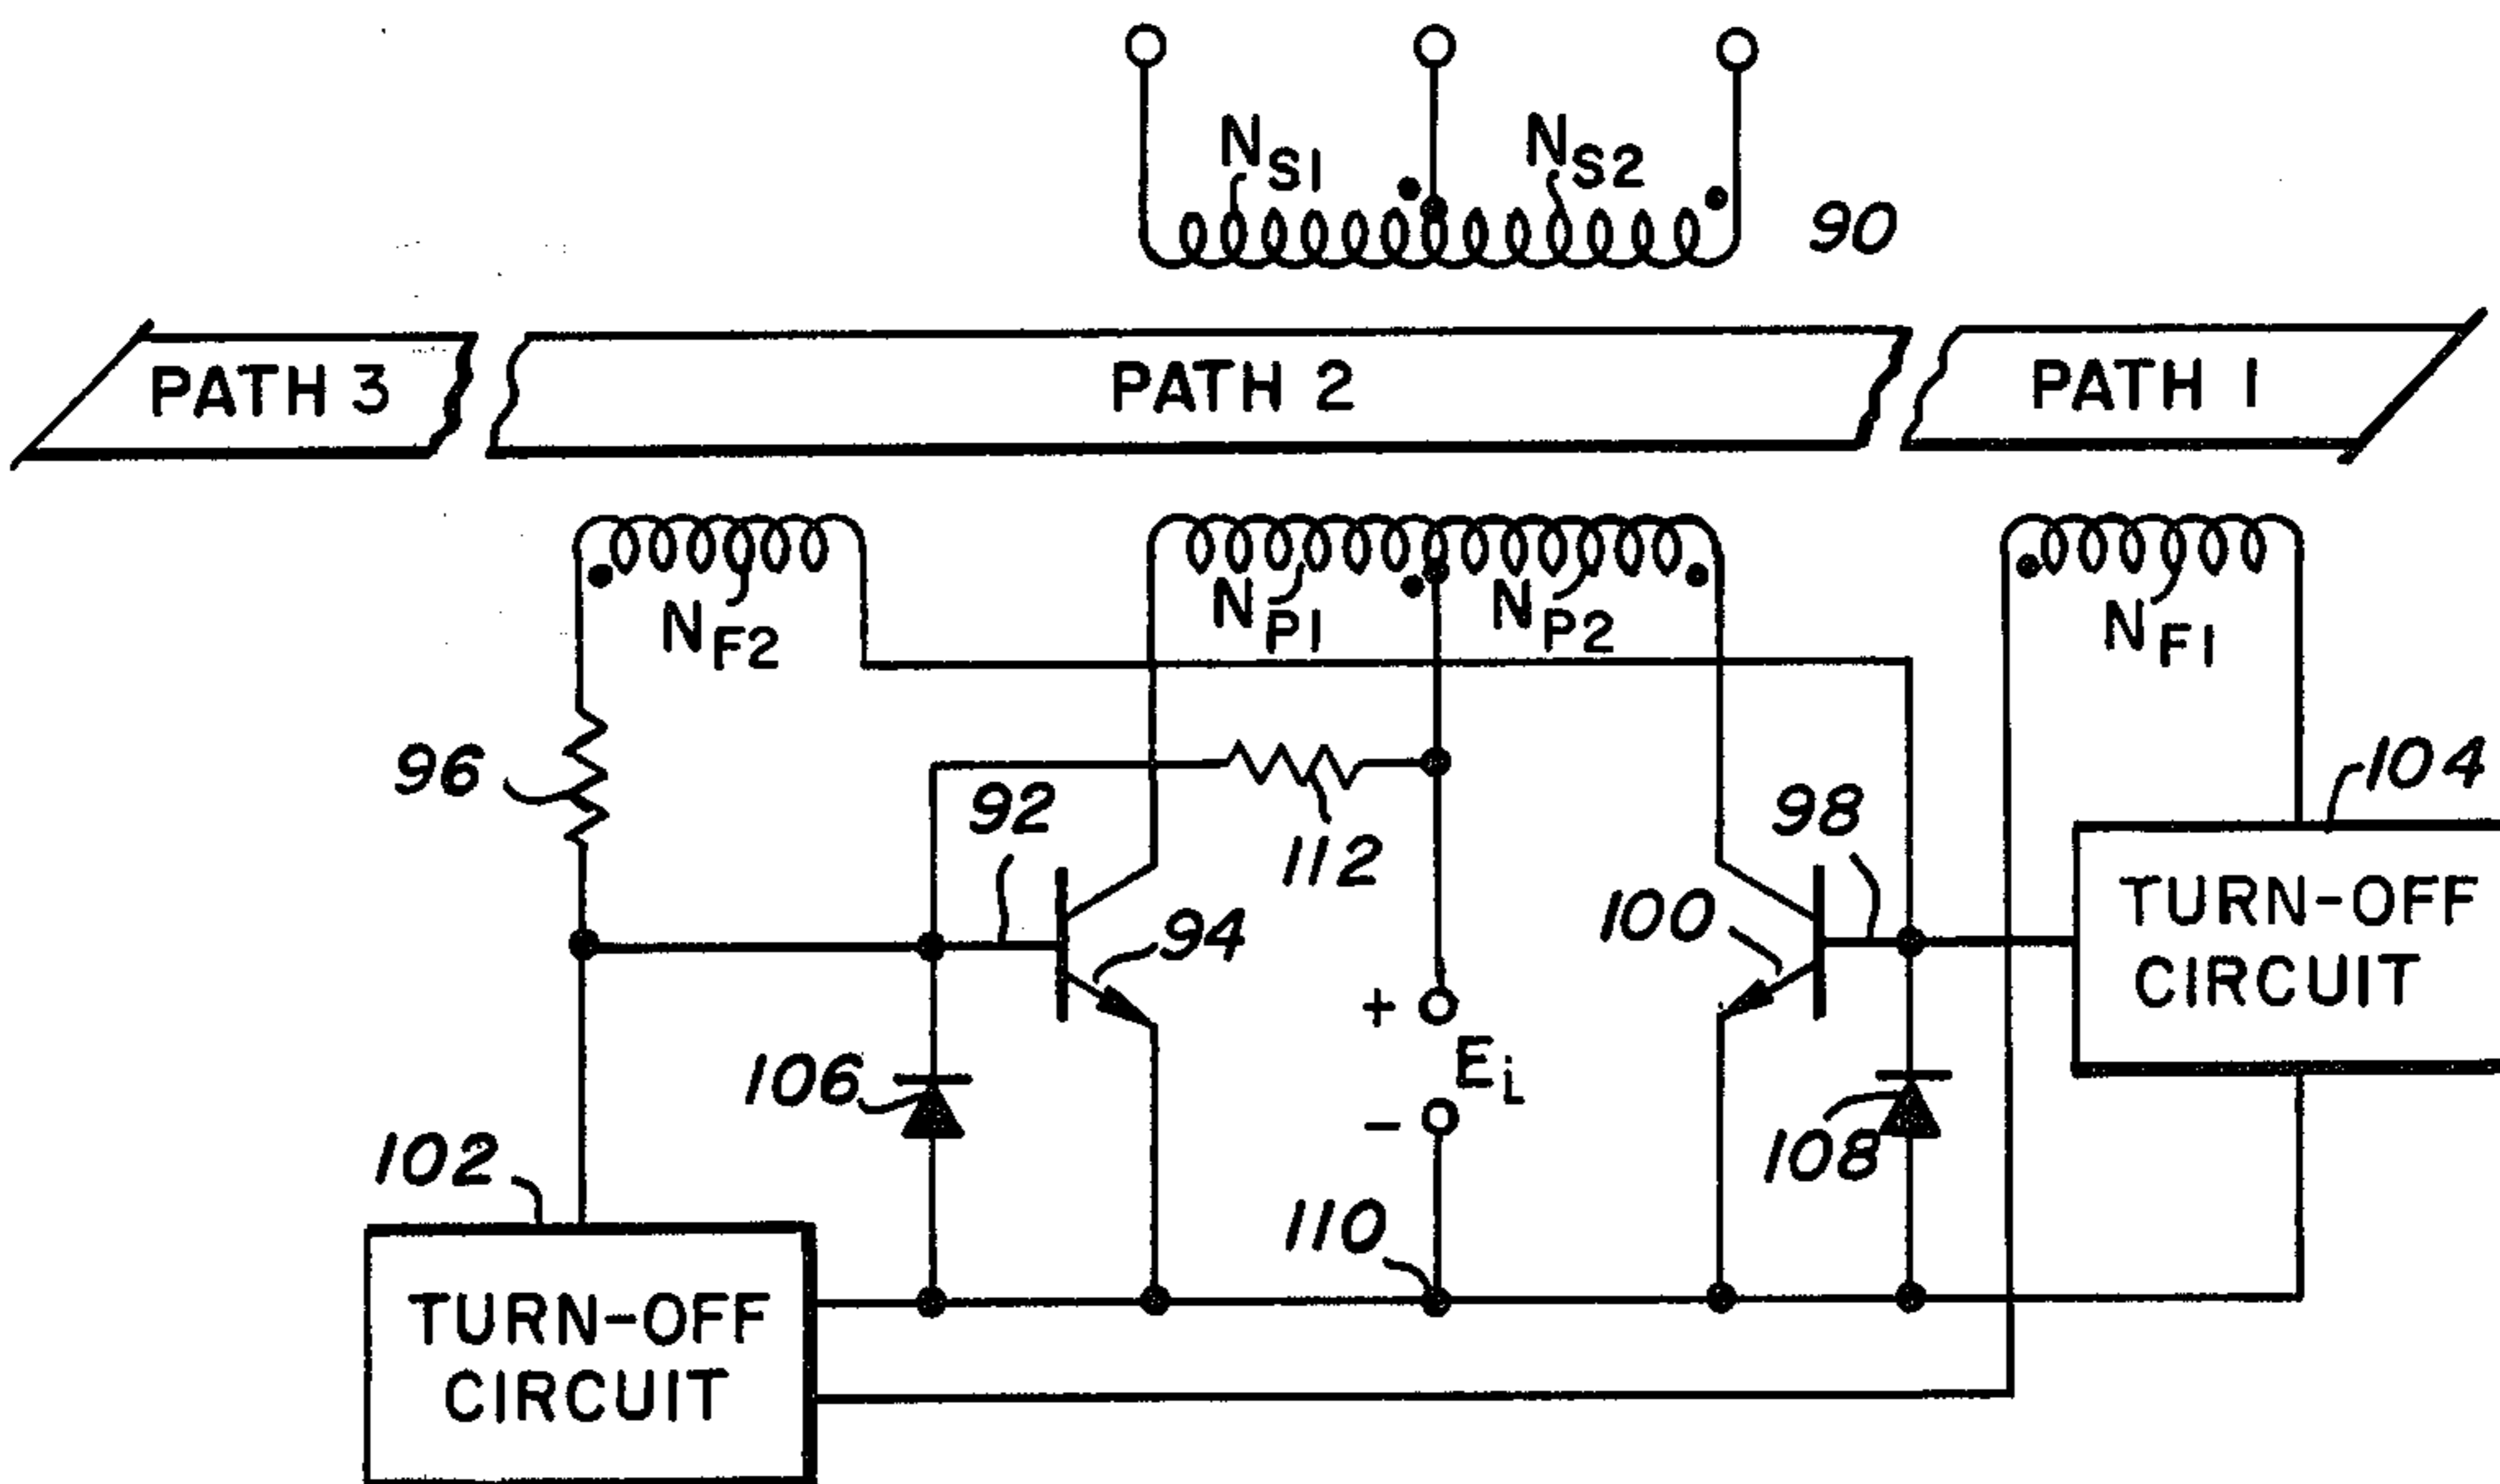 N_S1 N_S2
90
PATH 3 PATH 2 PATH 1
N_F2 N_P1 N_P2 N_F1
96 92 112 98 104
94 100
TURN-OFF
CIRCUIT
+
E_i
-
106 108
102 110
TURN-OFF
CIRCUIT